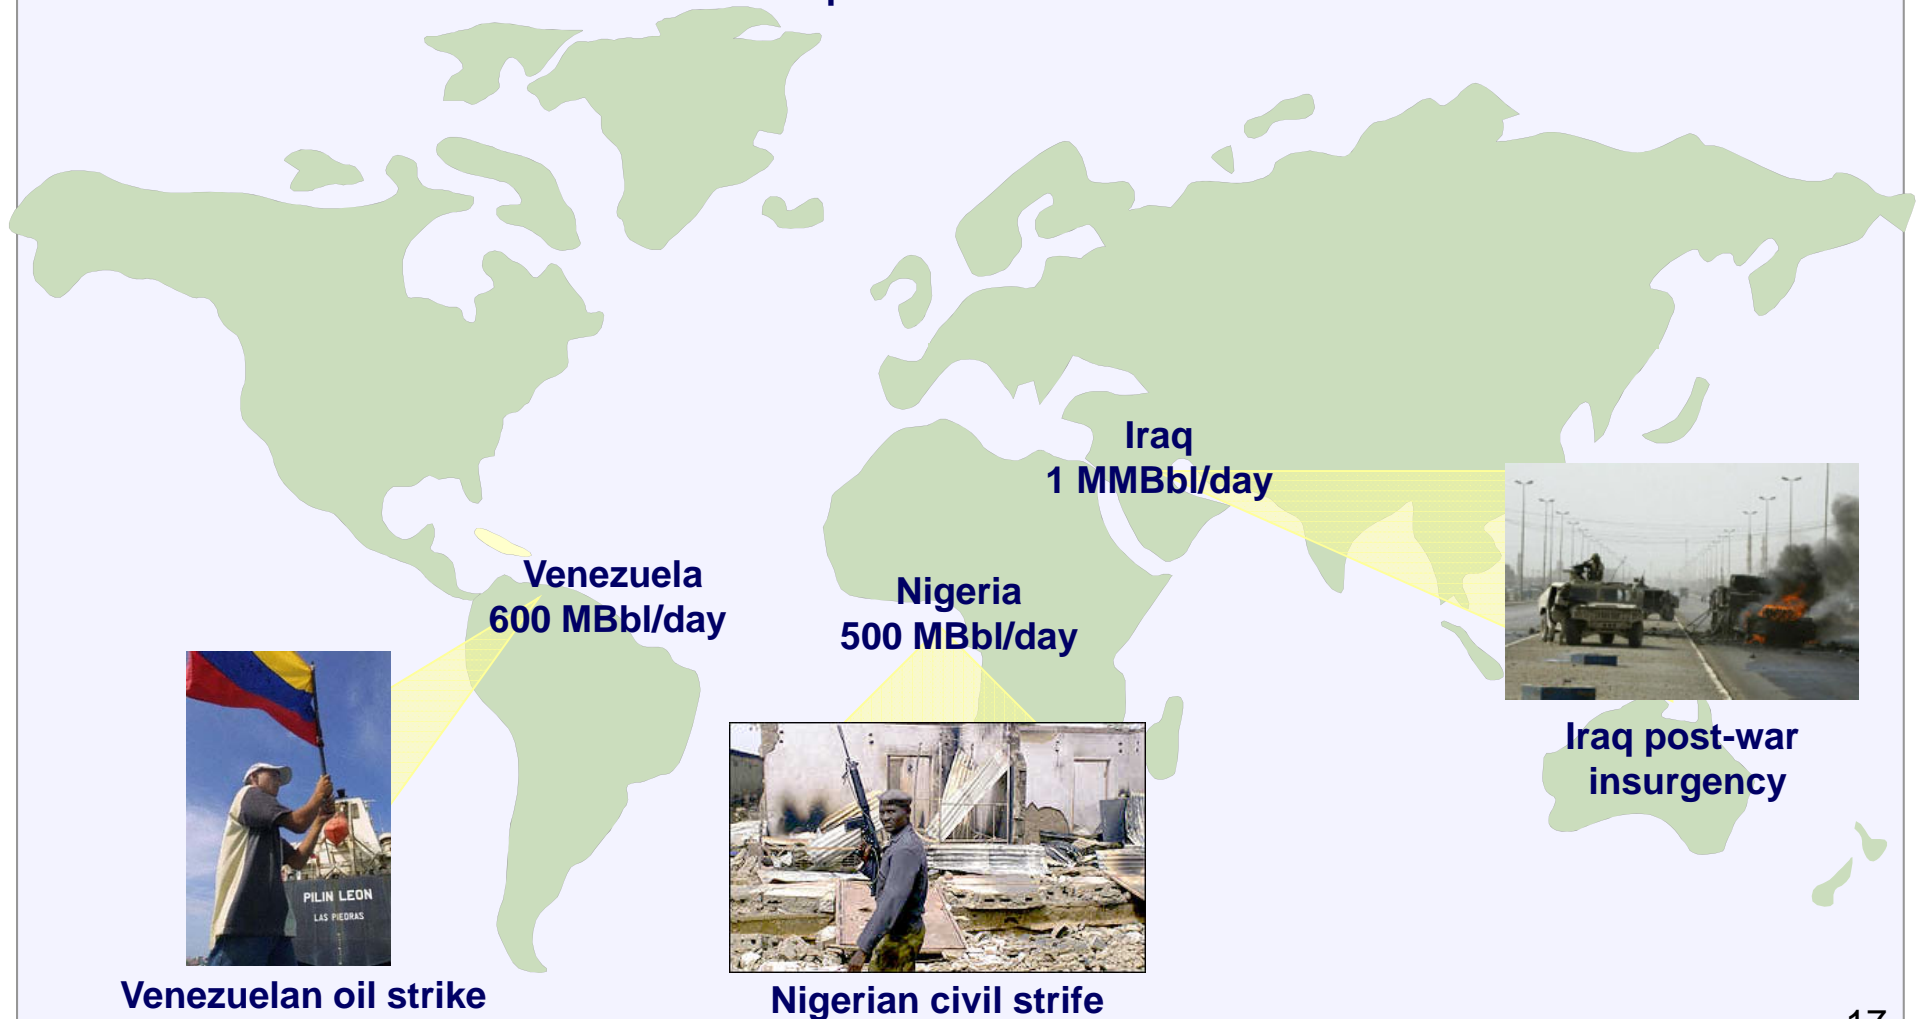 Iraq
1 MMBbl/day
Venezuela
600 MBbl/day
Nigeria
500 MBbl/day
PILIN LEON
LAS PIEDRAS
Iraq post-war
insurgency
Venezuelan oil strike
Nigerian civil strife
17